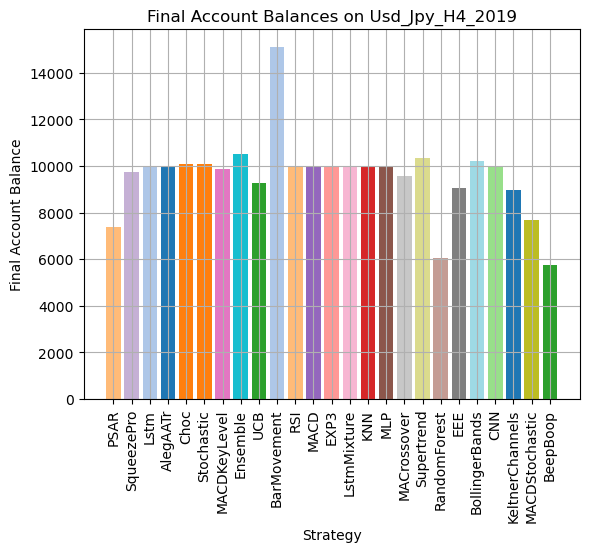 Final Account Balances on Usd_Jpy_H4_2019
Final Account Balance
14000
12000
10000
8000
6000
4000
2000
0
PSAR
SqueezePro
Lstm
AlegAATr
Choc
Stochastic
MACDKeyLevel
Ensemble
UCB
BarMovement
RSI
MACD
EXP3
LstmMixture
KNN
MLP
MACrossover
Supertrend
RandomForest
EEE
BollingerBands
CNN
KeltnerChannels
MACDStochastic
BeepBoop
Strategy